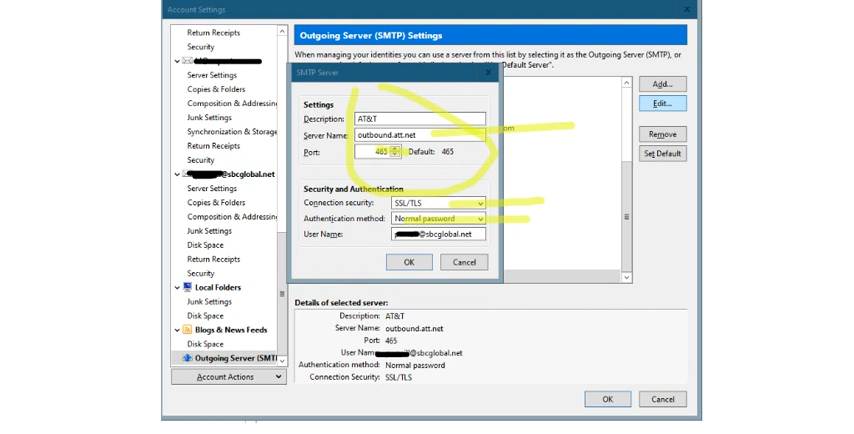 Account Settings
Return Receipts
Security
Server Settings
Copies & Folders
Composition & Addressing
Junk Settings
Synchronization & Storage
Return Receipts
Security
@sbcglobal.net
Server Settings
Copies & Folders
Composition & Addressing
Junk Settings
Disk Space
Return Receipts
Security
Local Folders
Junk Settings
Disk Space
Blogs & News Feeds
Disk Space
Outgoing Server (SMT
Account Actions
Outgoing Server (SMTP) Settings
When managing your identities you can use a server from this list by selecting it as the Outgoing Server (SMTP), or
Default Server".
om
Add...
Edit...
Remove
Set Default
SMTP Server
Settings
Description: AT&T
Server Name: outbound.att.net
Port: 465 Default: 465
Security and Authentication
Connection security: SSL/TLS
Authentication method: Normal password
User Name: @sbcglobal.net
OK Cancel
Details of selected server:
Description: AT&T
Server Name: outbound.att.net
Port: 465
User Name: @sbcglobal.net
Authentication method: Normal password
Connection Security: SSL/TLS
OK Cancel